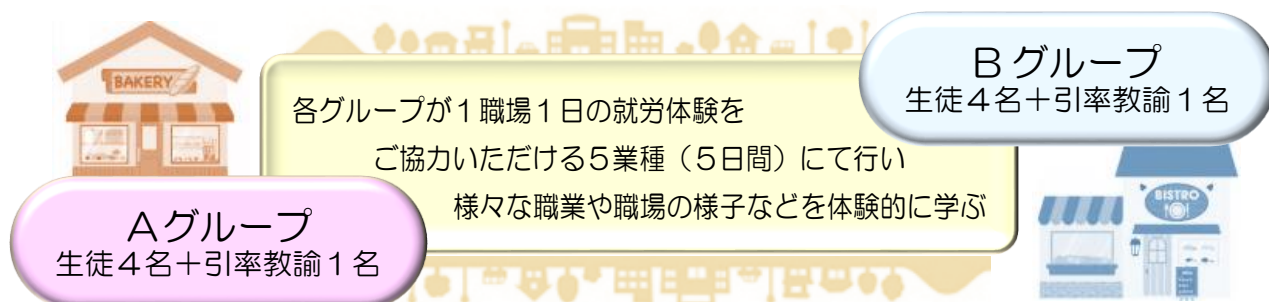 BAKERY
各グループが１職場１日の就労体験を
ご協力いただける５業種（５日間）にて行い
様々な職業や職場の様子などを体験的に学ぶ
Ｂグループ
生徒４名＋引率教諭１名
Ａグループ
生徒４名＋引率教諭１名
BISTRO